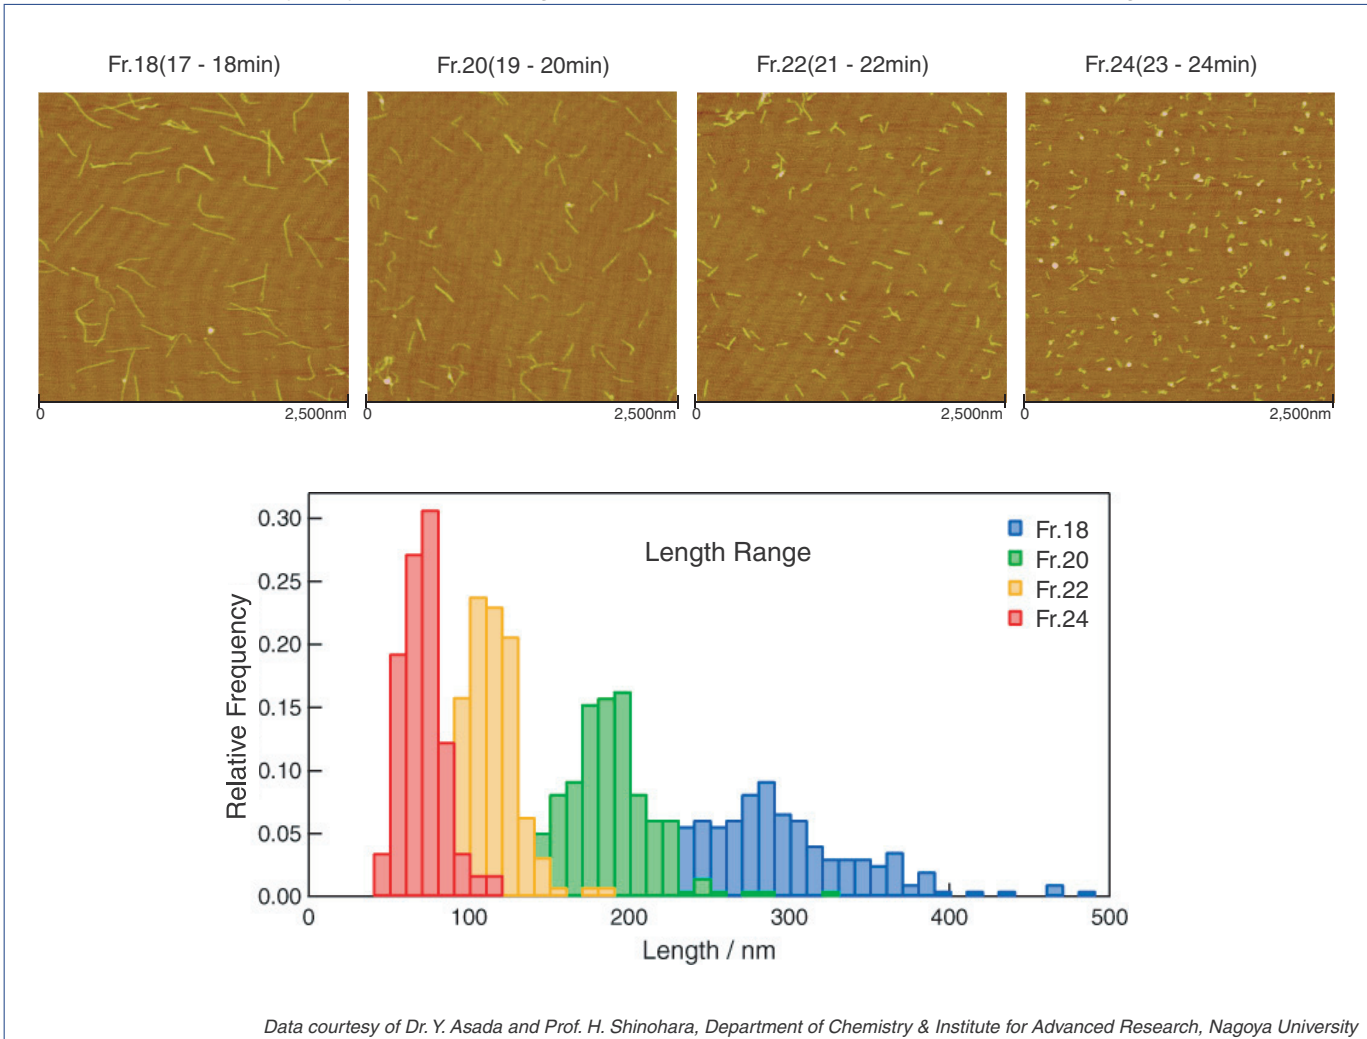 Fr.18(17 - 18min)
Fr.20(19 - 20min)
Fr.22(21 - 22min)
Fr.24(23 - 24min)
0 2,500nm
0 2,500nm
0 2,500nm
0 2,500nm
Length Range
Fr.18
Fr.20
Fr.22
Fr.24
Relative Frequency
0.30
0.25
0.20
0.15
0.10
0.05
0.00
0 100 200 300 400 500
Length / nm
Data courtesy of Dr. Y. Asada and Prof. H. Shinohara, Department of Chemistry & Institute for Advanced Research, Nagoya University